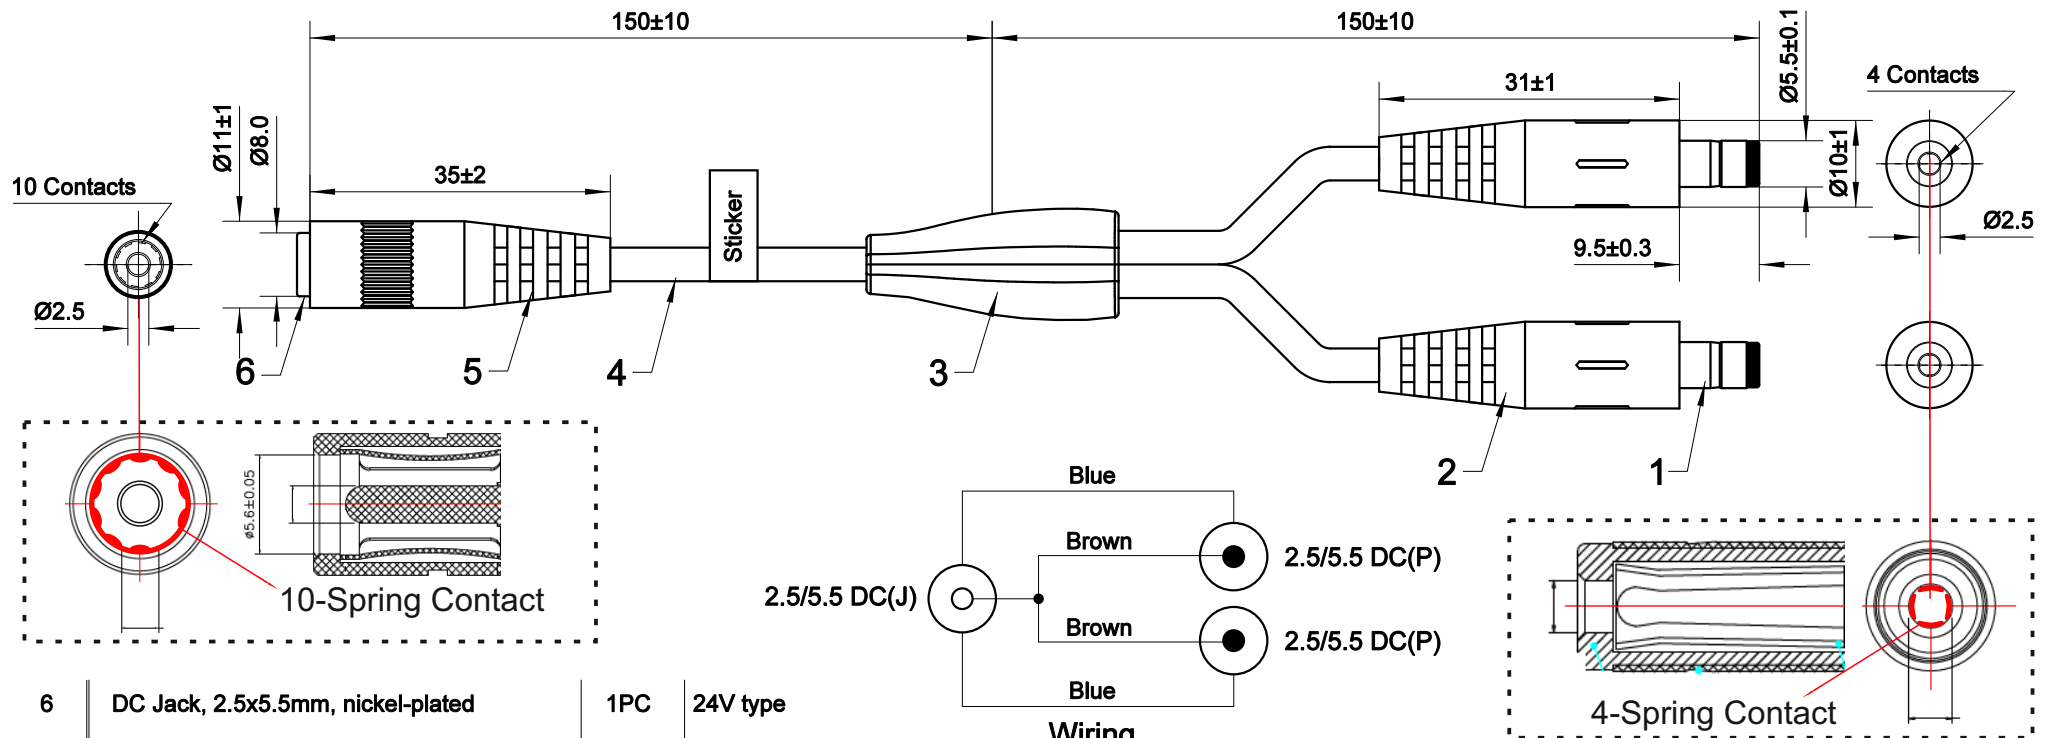 150±10
150±10
Ø5.5±0.1
4 Contacts
31±1
Ø11±1
Ø8.0
35±2
Ø10±1
10 Contacts
Sticker
Ø2.5
9.5±0.3
Ø2.5
6
5
4
3
2
1
Ø5.6±0.05
10-Spring Contact
Blue
Brown
2.5/5.5 DC(P)
2.5/5.5 DC(J)
Brown
2.5/5.5 DC(P)
Blue
Wiring
4-Spring Contact
6 DC Jack, 2.5x5.5mm, nickel-plated 1PC 24V type